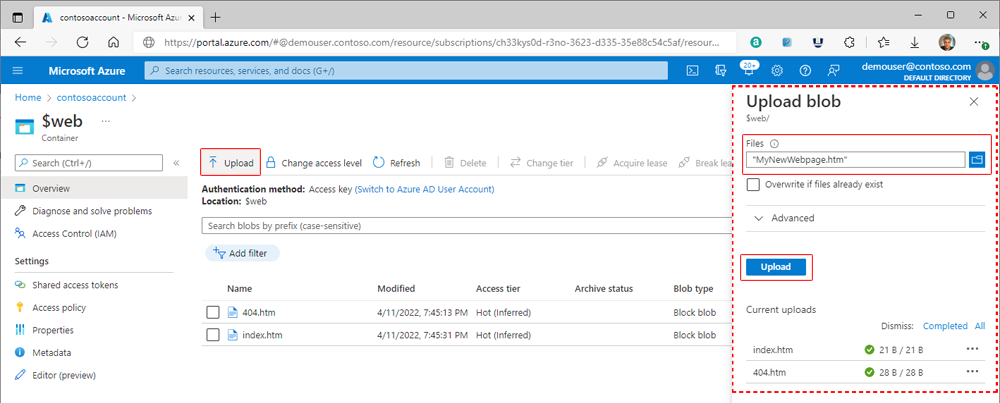 contosoaccount - Microsoft Azu
https://portal.azure.com/#@demouser.contoso.com/resource/subscriptions/ch33kys0d-r3no-3623-d335-35e88c54c5af/resour...
Microsoft Azure
Search resources, services, and docs (G+/)
20+
demouser@contoso.com
DEFAULT DIRECTORY
Home > contosoaccount >
$web
...
Container
Search (Ctrl+/)
«
Overview
Diagnose and solve problems
Access Control (IAM)
Settings
Shared access tokens
Access policy
Properties
Metadata
Editor (preview)
Upload
Change access level
Refresh
Delete
Change tier
Acquire lease
Break lea
Authentication method: Access key (Switch to Azure AD User Account)
Location: $web
Search blobs by prefix (case-sensitive)
Add filter
Name Modified Access tier Archive status Blob type
404.htm 4/11/2022, 7:45:13 PM Hot (Inferred) Block blob
index.htm 4/11/2022, 7:45:31 PM Hot (Inferred) Block blob
Upload blob
$web/
Files
"MyNewWebpage.htm"
Overwrite if files already exist
Advanced
Upload
Current uploads
Dismiss: Completed All
index.htm 21 B / 21 B ...
404.htm 28 B / 28 B ...